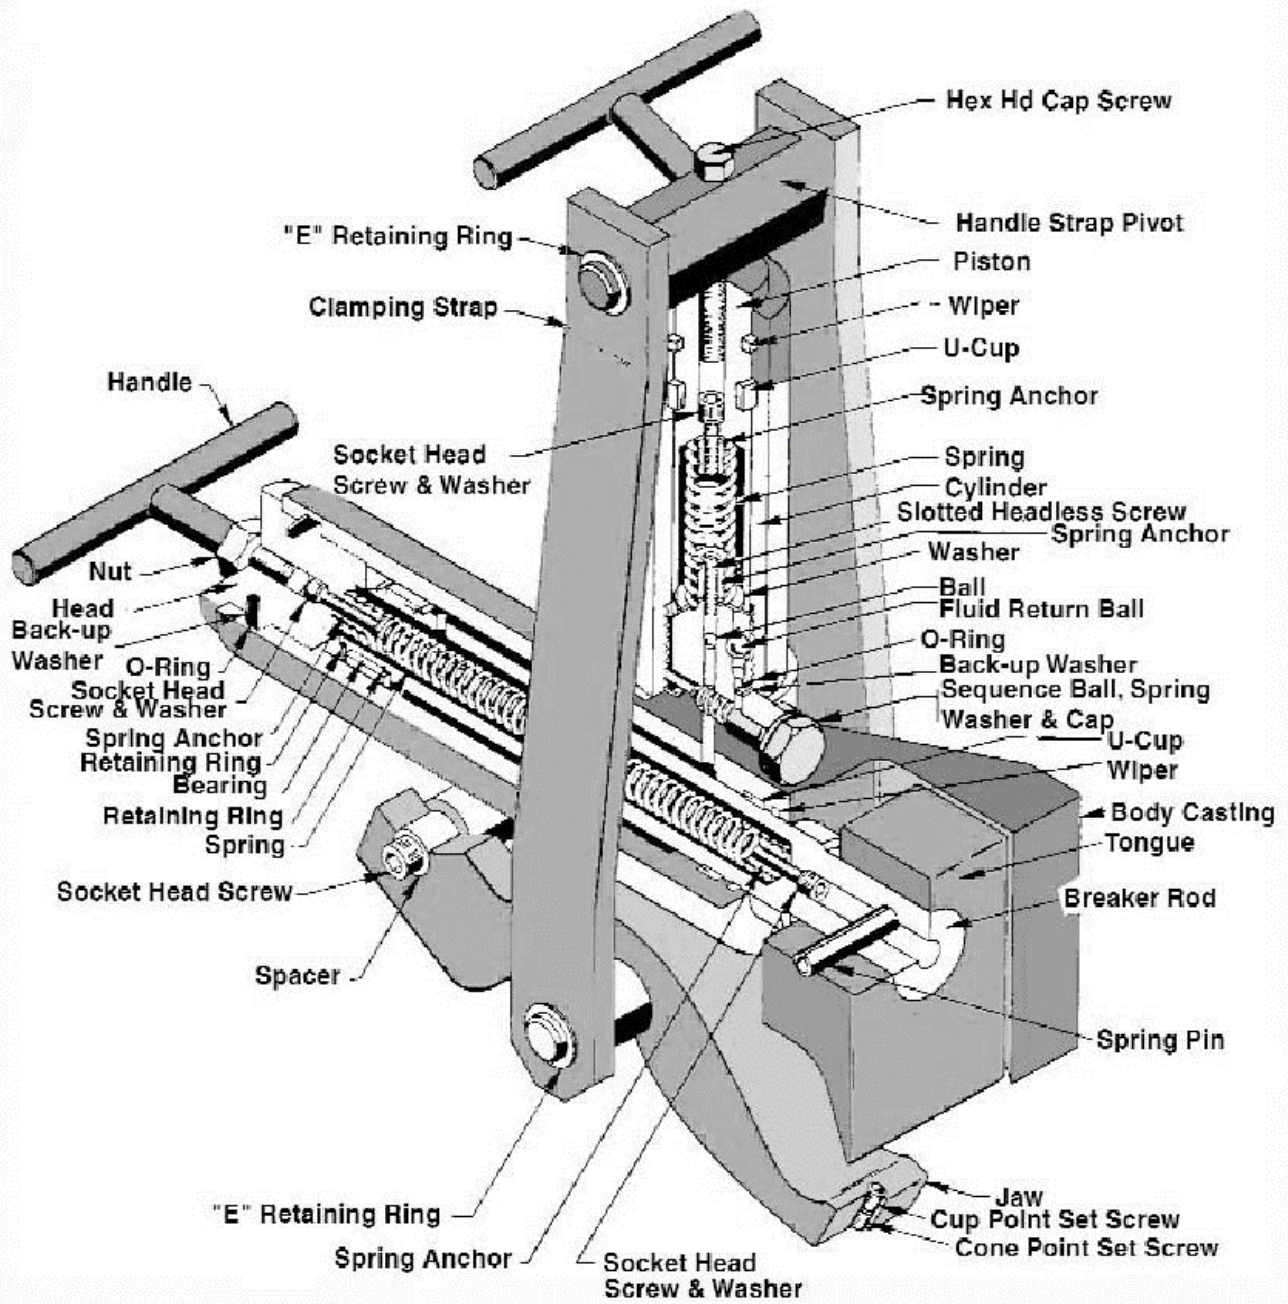 Hex Hd Cap Screw
Handle Strap Pivot
"E" Retaining Ring
Piston
Clamping Strap
Wiper
U-Cup
Handle
Spring Anchor
Socket Head
Screw & Washer
Spring
Cylinder
Slotted Headless Screw
Spring Anchor
Washer
Nut
Ball
Head
Fluid Return Ball
Back-up
Washer
O-Ring
O-Ring
Back-up Washer
Socket Head
Screw & Washer
Sequence Ball, Spring
Washer & Cap
Spring Anchor
U-Cup
Retaining Ring
Wiper
Bearing
Retaining Ring
Body Casting
Spring
Tongue
Socket Head Screw
Breaker Rod
Spacer
Spring Pin
Jaw
"E" Retaining Ring
Cup Point Set Screw
Cone Point Set Screw
Spring Anchor
Socket Head
Screw & Washer